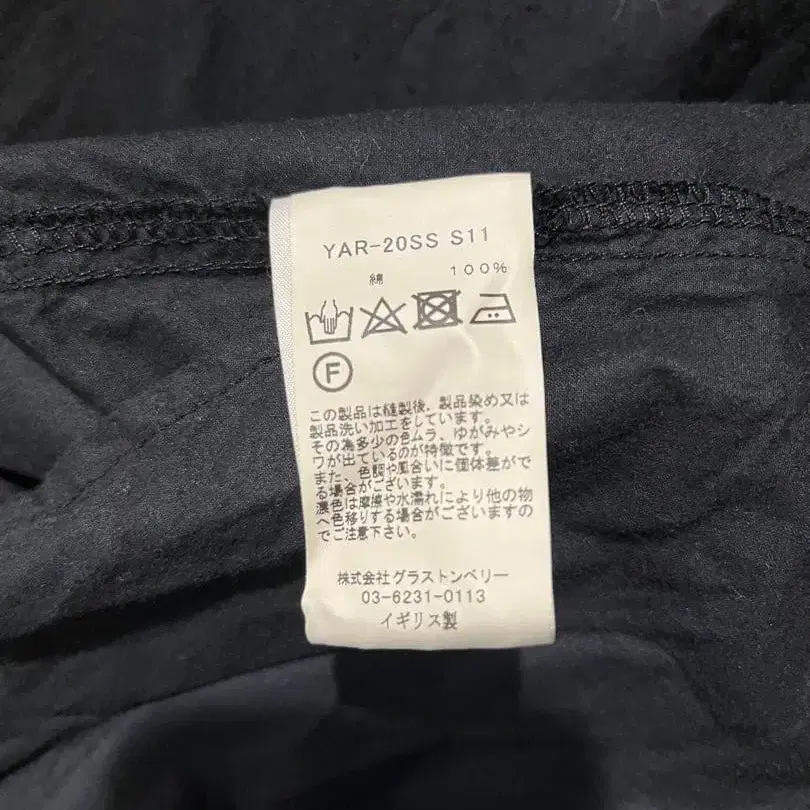 YAR-20SS S11
綿 100%
F
この製品は縫製後、製品染め又は
製品洗い加工をしています。
その為多少の色ムラ、ゆがみやシ
ワが出ているのが特徴です。
また、色調や風合いに個体差がで
る場合がございます。
濃色は摩擦や水濡れにより他の物
へ色移りする場合がございますの
でご注意下さい。
株式会社グラストンベリー
03-6231-0113
イギリス製